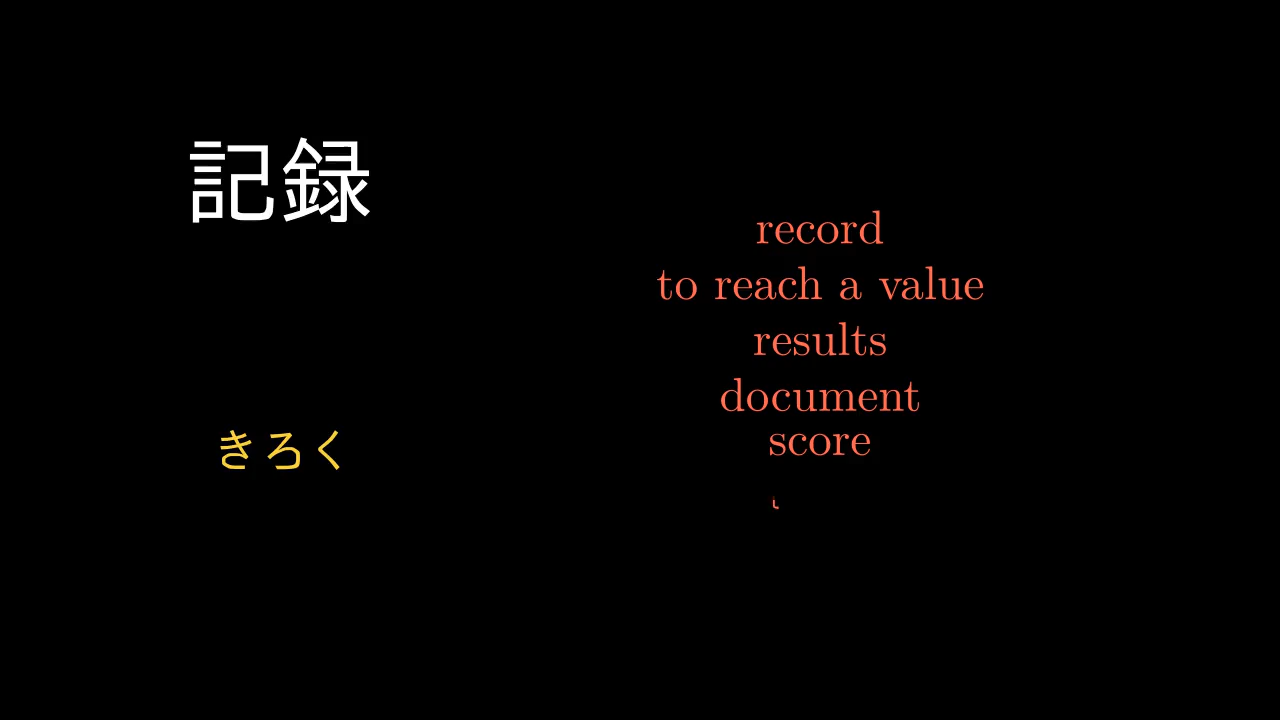 記録
きろく
record
to reach a value
results
document
score